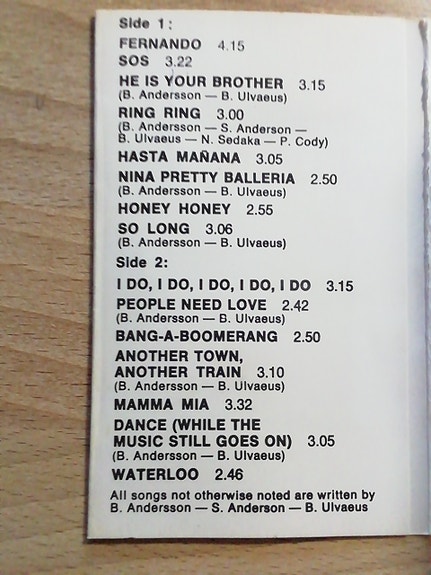 Side 1:
FERNANDO 4.15
SOS 3.22
HE IS YOUR BROTHER 3.15
(B. Andersson — B. Ulvaeus)
RING RING 3.00
(B. Andersson — S. Anderson —
B. Ulvaeus — N. Sedaka — P. Cody)
HASTA MAÑANA 3.05
NINA PRETTY BALLERIA 2.50
(B. Andersson — B. Ulvaeus)
HONEY HONEY 2.55
SO LONG 3.06
(B. Andersson — B. Ulvaeus)
Side 2:
I DO, I DO, I DO, I DO, I DO 3.15
PEOPLE NEED LOVE 2.42
(B. Andersson — B. Ulvaeus)
BANG-A-BOOMERANG 2.50
ANOTHER TOWN,
ANOTHER TRAIN 3.10
(B. Andersson — B. Ulvaeus)
MAMMA MIA 3.32
DANCE (WHILE THE
MUSIC STILL GOES ON) 3.05
(B. Andersson — B. Ulvaeus)
WATERLOO 2.46
All songs not otherwise noted are written by
B. Andersson — S. Anderson — B. Ulvaeus